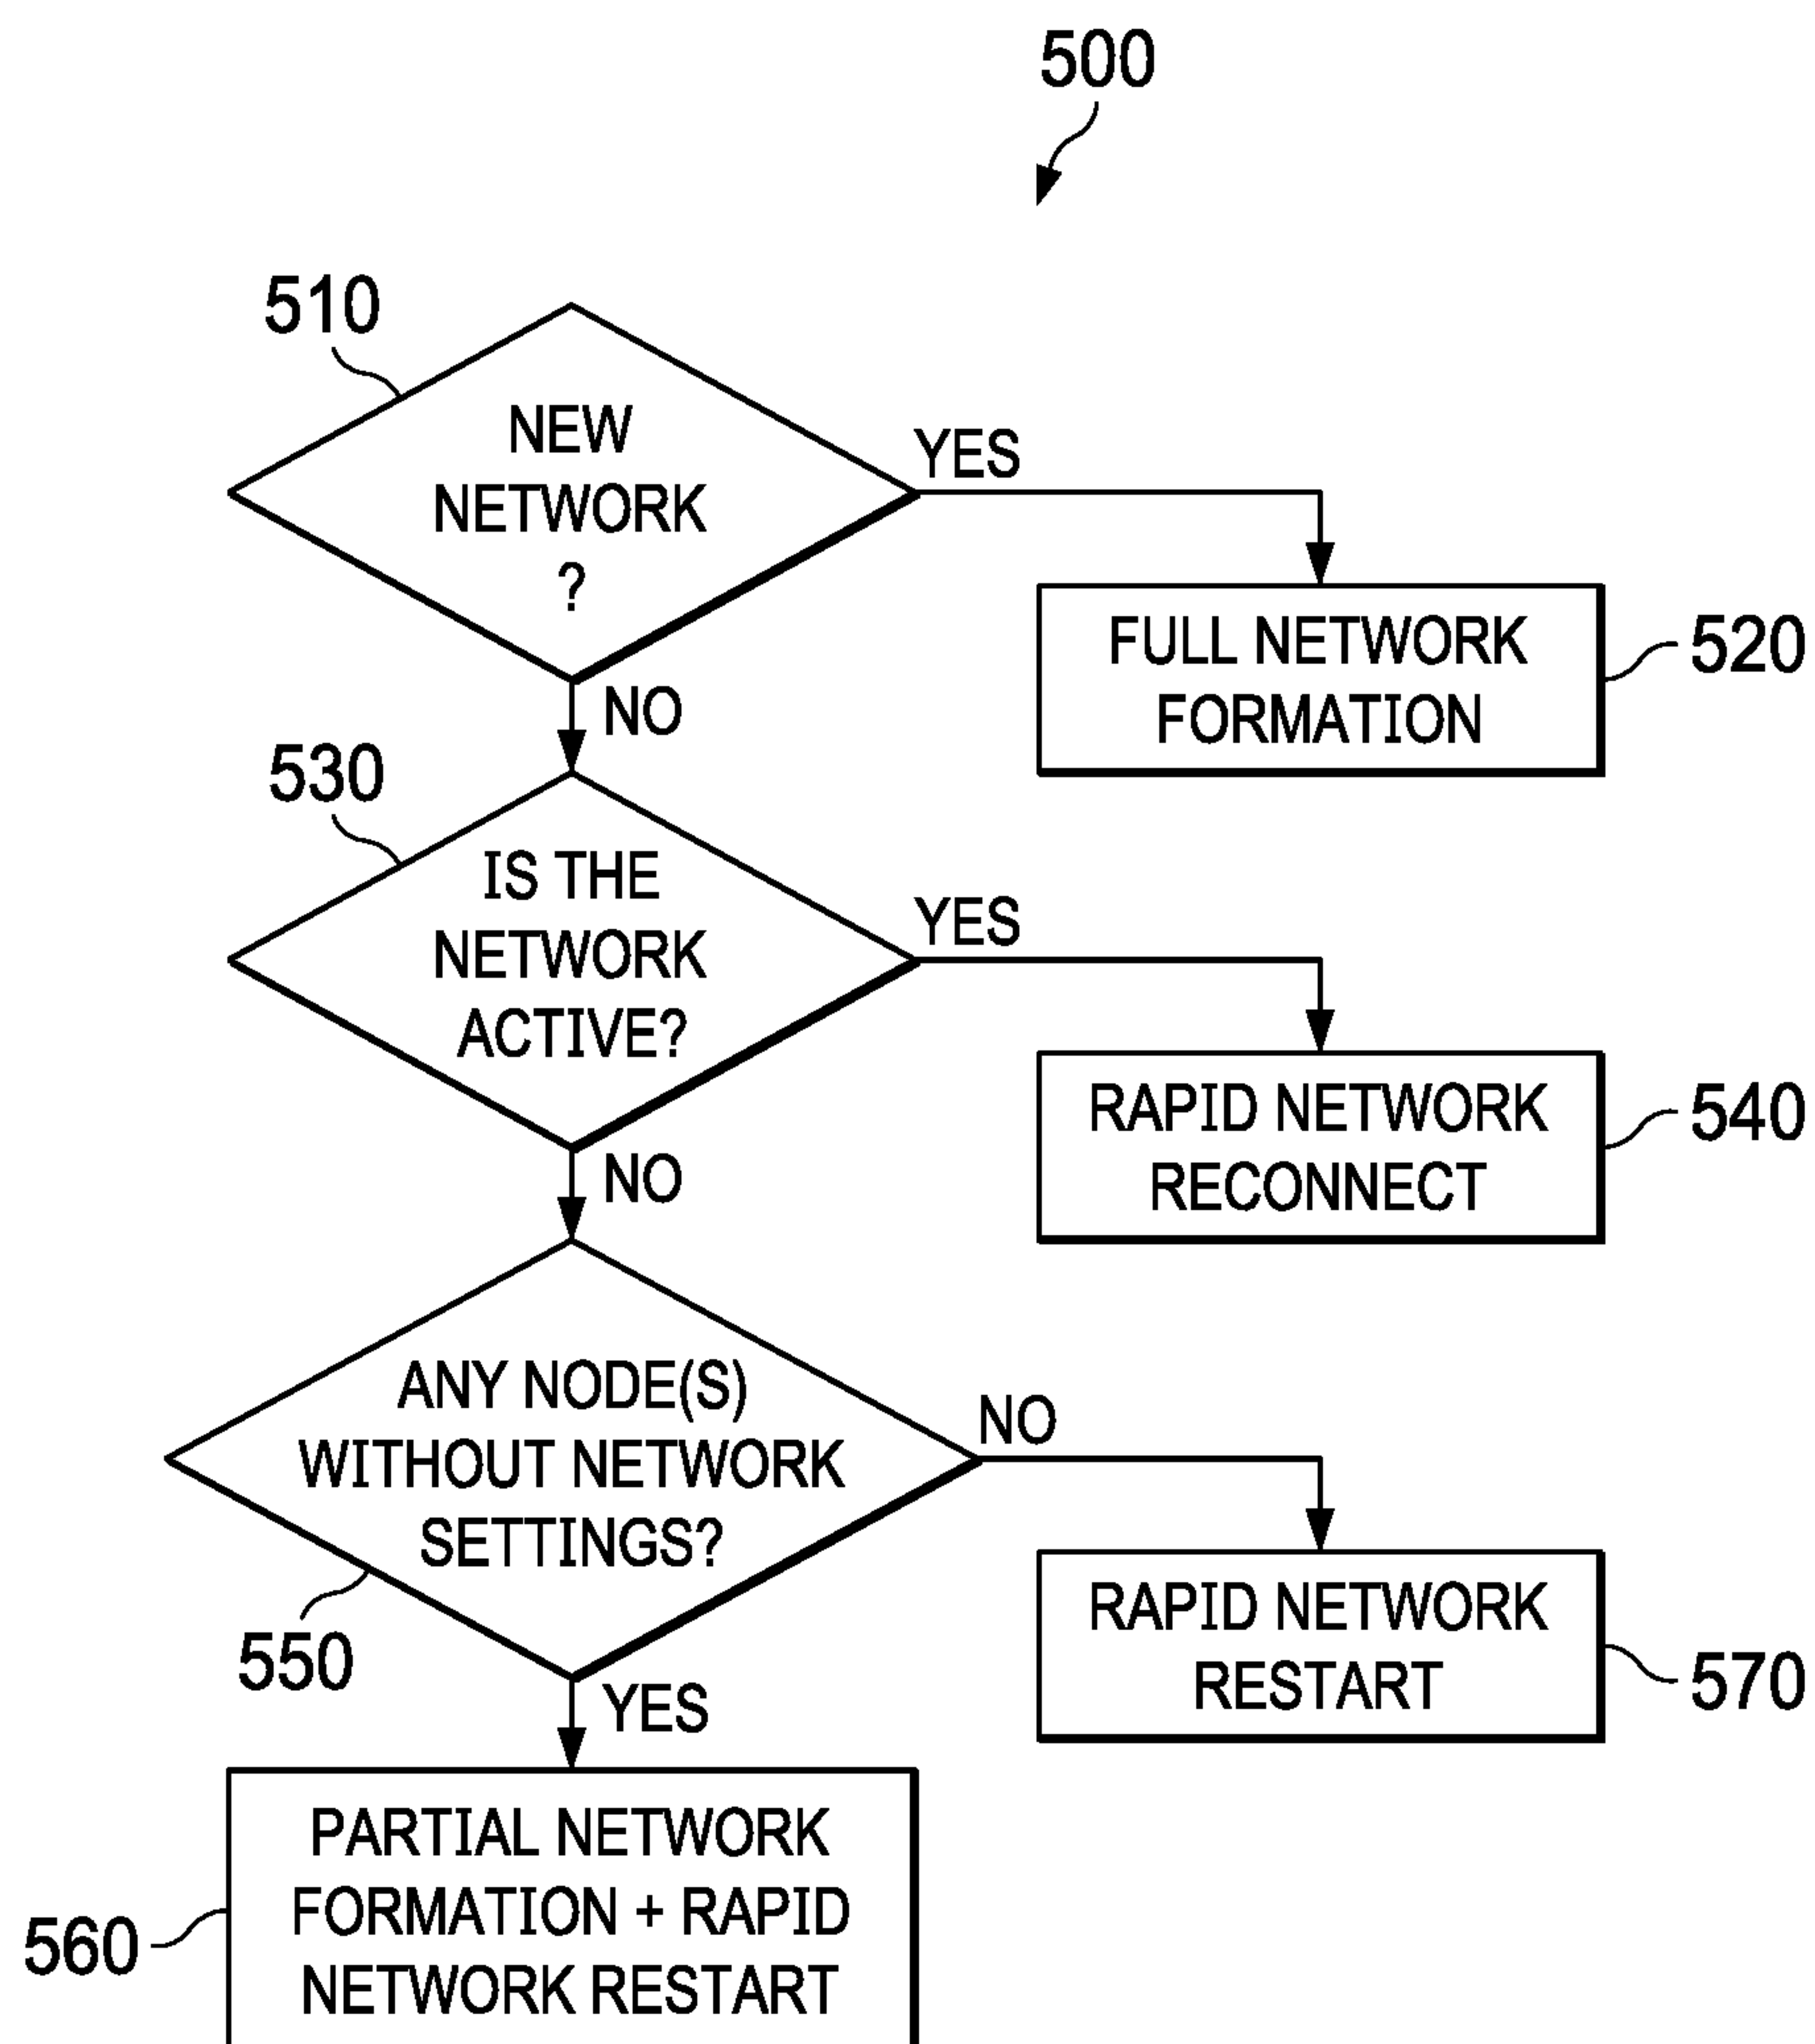 500
510
NEW
NETWORK
?
YES
FULL NETWORK
FORMATION
520
NO
530
IS THE
NETWORK
ACTIVE?
YES
RAPID NETWORK
RECONNECT
540
NO
ANY NODE(S)
WITHOUT NETWORK
SETTINGS?
NO
550
RAPID NETWORK
RESTART
570
YES
PARTIAL NETWORK
FORMATION + RAPID
NETWORK RESTART
560